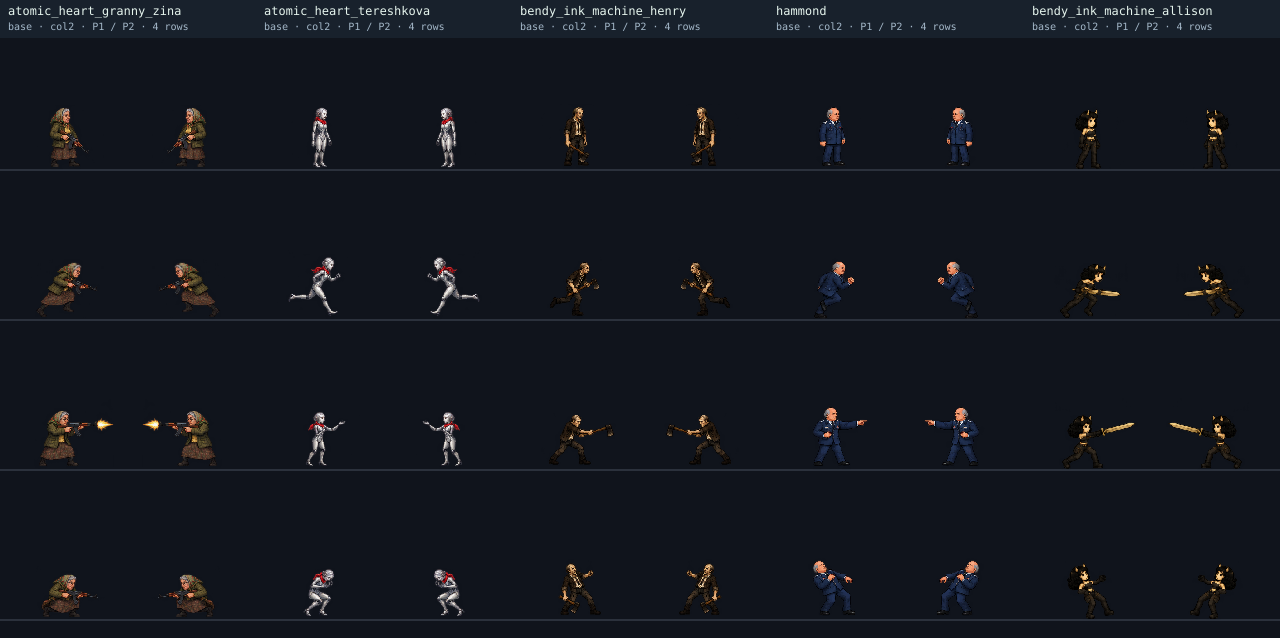 atomic_heart_granny_zina
base · col2 · P1 / P2 · 4 rows
atomic_heart_tereshkova
base · col2 · P1 / P2 · 4 rows
bendy_ink_machine_henry
base · col2 · P1 / P2 · 4 rows
hammond
base · col2 · P1 / P2 · 4 rows
bendy_ink_machine_allison
base · col2 · P1 / P2 · 4 rows